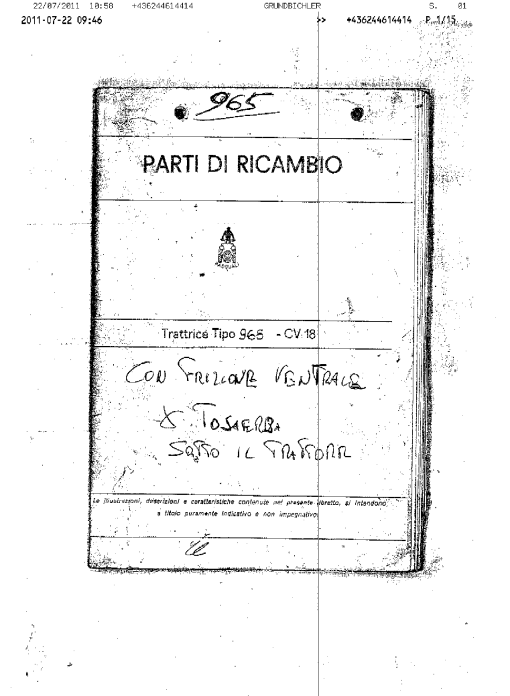 22/07/2011 10:50 +436244614414 GRUNDBICHLER S. 01
2011-07-22 09:46 >> +436244614414 P 1/15
965
PARTI DI RICAMBIO
Trattrice Tipo 965 - CV 18
CON FRIZIONE VENTRALE
X TOSAERBA
SOTTO IL TRATTORE
Le illustrazioni, descrizioni e caratteristiche contenute nel presente libretto, si intendono
a titolo puramente indicativo e non impegnativo